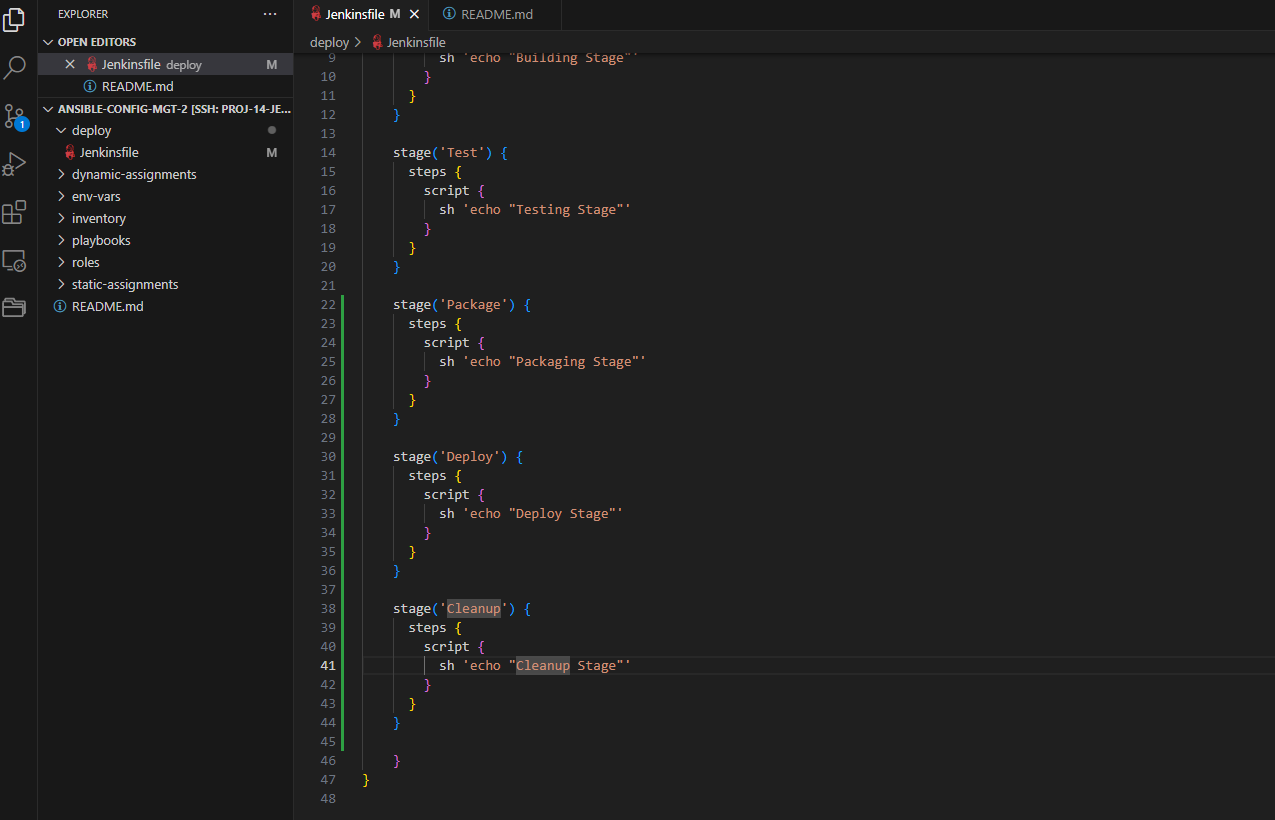 EXPLORER ...
OPEN EDITORS
Jenkinsfile deploy M
README.md
ANSIBLE-CONFIG-MGT-2 [SSH: PROJ-14-JE...
deploy
Jenkinsfile M
dynamic-assignments
env-vars
inventory
playbooks
roles
static-assignments
README.md
1
Jenkinsfile M
README.md
deploy > Jenkinsfile
9 sh 'echo "Building Stage"'
10 }
11 }
12 }
13
14 stage('Test') {
15 steps {
16 script {
17 sh 'echo "Testing Stage"'
18 }
19 }
20 }
21
22 stage('Package') {
23 steps {
24 script {
25 sh 'echo "Packaging Stage"'
26 }
27 }
28 }
29
30 stage('Deploy') {
31 steps {
32 script {
33 sh 'echo "Deploy Stage"'
34 }
35 }
36 }
37
38 stage('Cleanup') {
39 steps {
40 script {
41 sh 'echo "Cleanup Stage"'
42 }
43 }
44 }
45
46 }
47 }
48